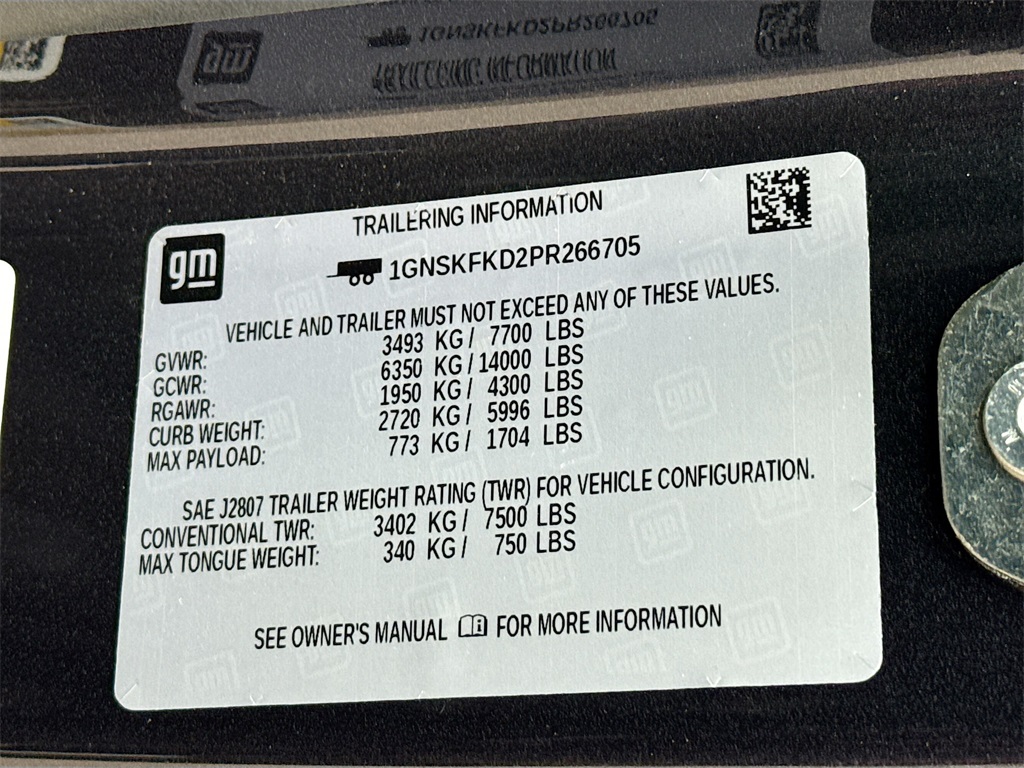 TRAILERING INFORMATION
gm
1GNSKFKD2PR266705
VEHICLE AND TRAILER MUST NOT EXCEED ANY OF THESE VALUES.
GVWR: 3493 KG / 7700 LBS
GCWR: 6350 KG / 14000 LBS
RGAWR: 1950 KG / 4300 LBS
CURB WEIGHT: 2720 KG / 5996 LBS
MAX PAYLOAD: 773 KG / 1704 LBS
SAE J2807 TRAILER WEIGHT RATING (TWR) FOR VEHICLE CONFIGURATION.
CONVENTIONAL TWR: 3402 KG / 7500 LBS
MAX TONGUE WEIGHT: 340 KG / 750 LBS
SEE OWNER'S MANUAL FOR MORE INFORMATION